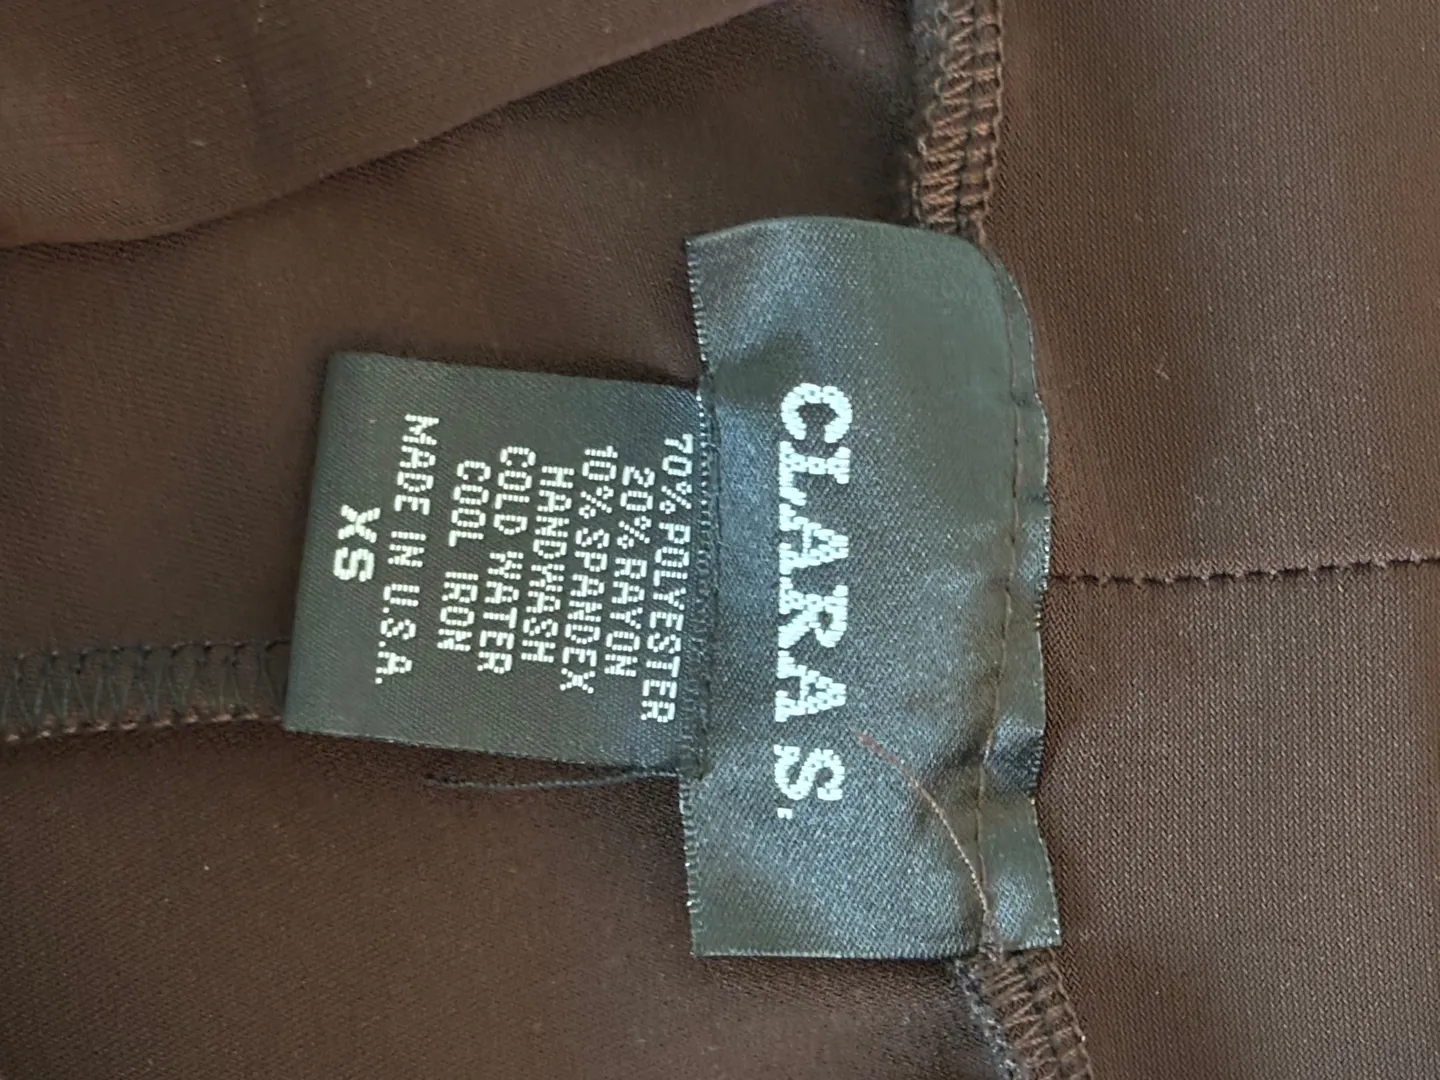 CLARA S.
70% POLYESTER
20% RAYON
10% SPANDEX
HANDWASH
COLD WATER
COOL IRON
MADE IN U.S.A.
XS